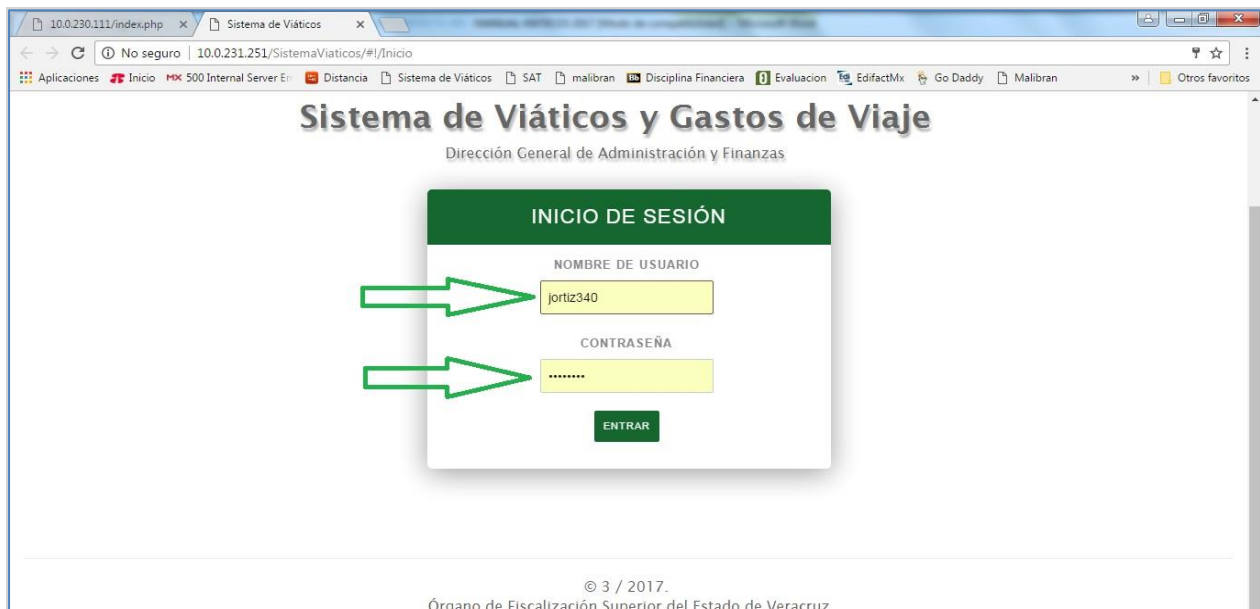 10.0.230.111/index.php
Sistema de Viáticos
No seguro | 10.0.231.251/SistemaViaticos/#!/Inicio
Aplicaciones Inicio MX 500 Internal Server Distancia Sistema de Viáticos SAT malibran Bb Disciplina Financiera Evaluacion EdifactMx Go Daddy Malibran » Otros favoritos
Sistema de Viáticos y Gastos de Viaje
Dirección General de Administración y Finanzas
INICIO DE SESIÓN
NOMBRE DE USUARIO
jortiz340
CONTRASEÑA
••••••••
ENTRAR
© 3 / 2017.
Órgano de Fiscalización Superior del Estado de Veracruz